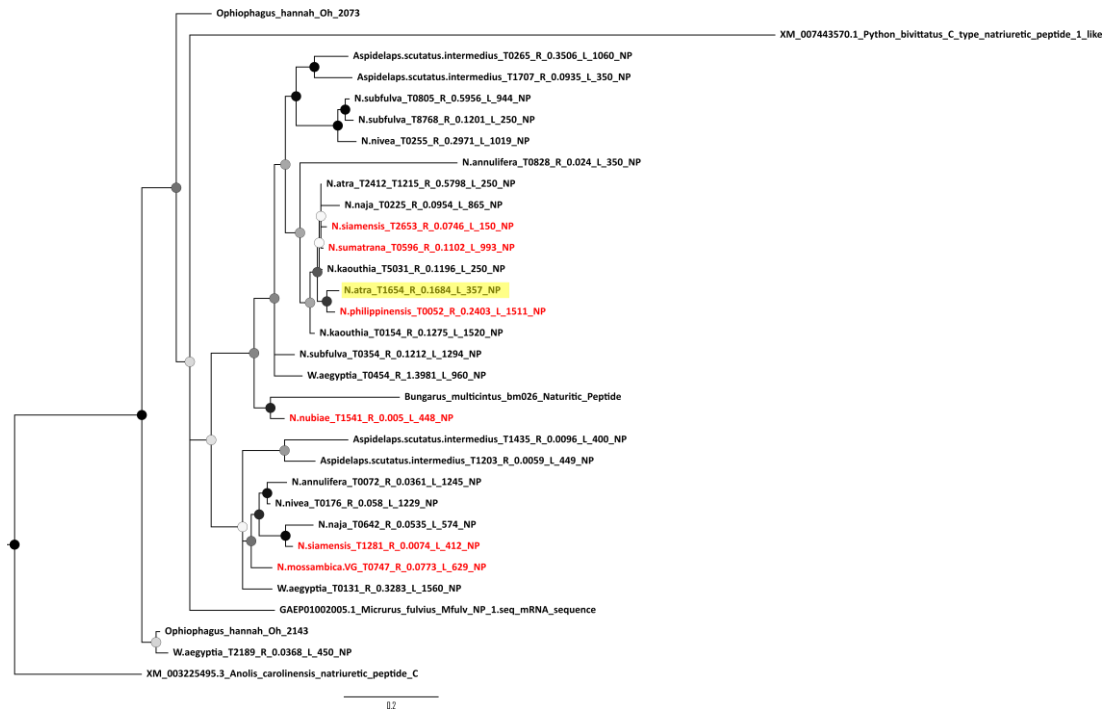 Ophiophagus_hannah_Oh_2073
XM_007443570.1_Python_bivittatus_C_type_natriuretic_peptide_1_like
Aspidelaps.scutatus.intermedius_T0265_R_0.3506_L_1060_NP
Aspidelaps.scutatus.intermedius_T1707_R_0.0935_L_350_NP
N.subfulva_T0805_R_0.5956_L_944_NP
N.subfulva_T8768_R_0.1201_L_250_NP
N.nivea_T0255_R_0.2971_L_1019_NP
N.annulifera_T0828_R_0.024_L_350_NP
N.atra_T2412_T1215_R_0.5798_L_250_NP
N.naja_T0225_R_0.0954_L_865_NP
N.siamensis_T2653_R_0.0746_L_150_NP
N.sumatrana_T0596_R_0.1102_L_993_NP
N.kaouthia_T5031_R_0.1196_L_250_NP
N.atra_T1654_R_0.1684_L_357_NP
N.philippinensis_T0052_R_0.2403_L_1511_NP
N.kaouthia_T0154_R_0.1275_L_1520_NP
N.subfulva_T0354_R_0.1212_L_1294_NP
W.aegyptia_T0454_R_1.3981_L_960_NP
Bungarus_multicintus_bm026_Naturitic_Peptide
N.nubiae_T1541_R_0.005_L_448_NP
Aspidelaps.scutatus.intermedius_T1435_R_0.0096_L_400_NP
Aspidelaps.scutatus.intermedius_T1203_R_0.0059_L_449_NP
N.annulifera_T0072_R_0.0361_L_1245_NP
N.nivea_T0176_R_0.058_L_1229_NP
N.naja_T0642_R_0.0535_L_574_NP
N.siamensis_T1281_R_0.0074_L_412_NP
N.mossambica.VG_T0747_R_0.0773_L_629_NP
W.aegyptia_T0131_R_0.3283_L_1560_NP
GAEP01002005.1_Micrurus_fulvius_Mfulv_NP_1.seq_mRNA_sequence
Ophiophagus_hannah_Oh_2143
W.aegyptia_T2189_R_0.0368_L_450_NP
XM_003225495.3_Anolis_carolinensis_natriuretic_peptide_C
0.2